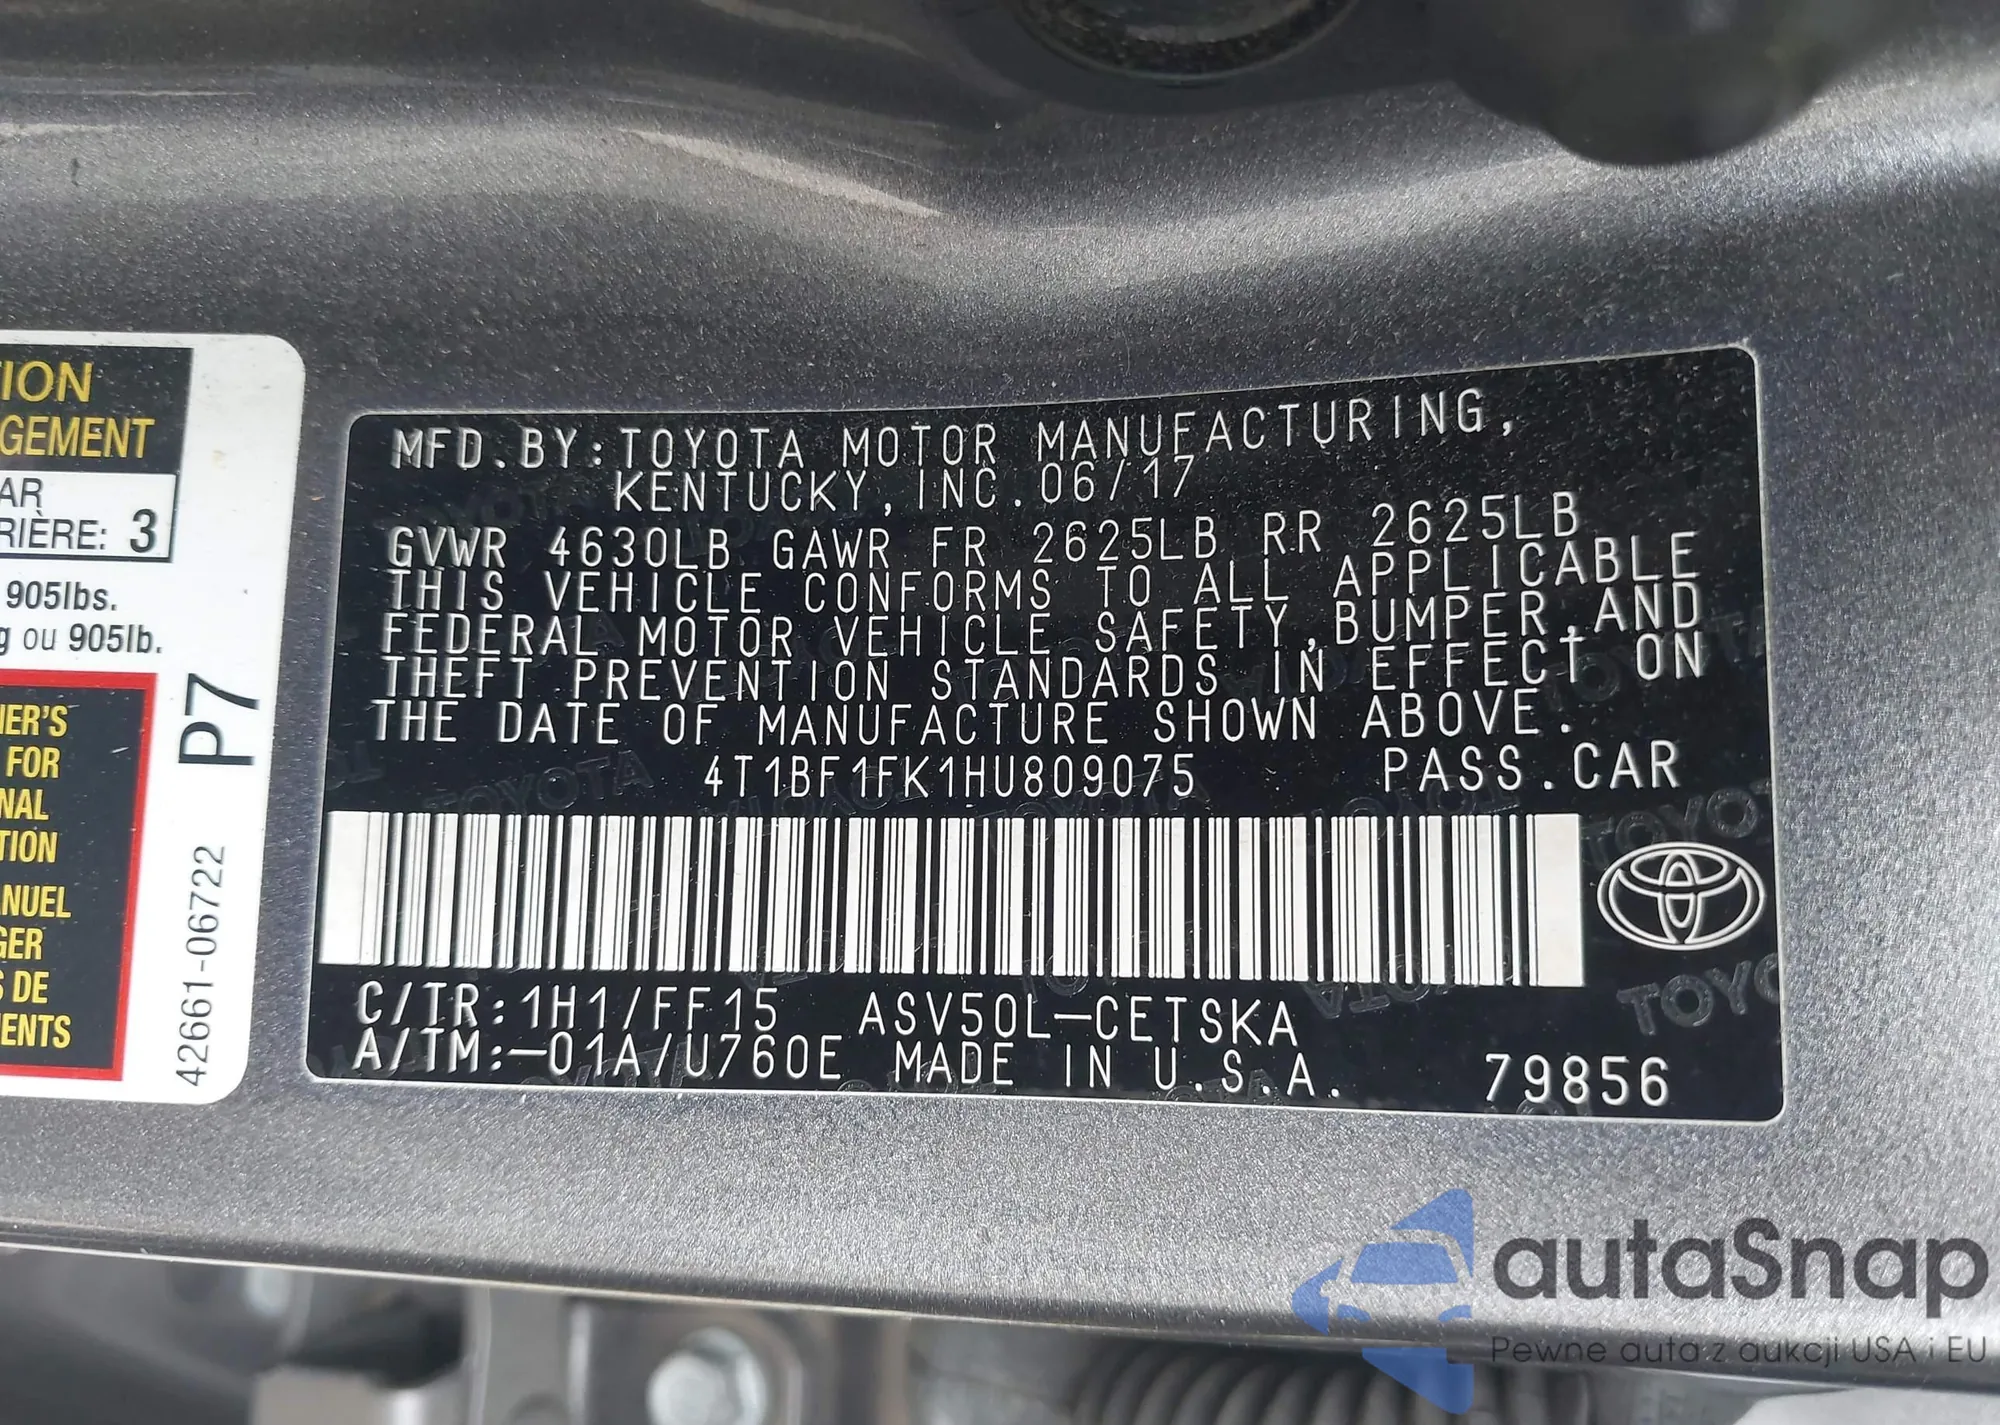 ION
GEMENT
AR
RIÈRE: 3
905lbs.
g ou 905lb.
P7
IER'S
FOR
NAL
TION
NUEL
GER
S DE
ENTS
42661-06722
MFD.BY:TOYOTA MOTOR MANUFACTURING,
KENTUCKY,INC.06/17
GVWR 4630LB GAWR FR 2625LB RR 2625LB
THIS VEHICLE CONFORMS TO ALL APPLICABLE
FEDERAL MOTOR VEHICLE SAFETY,BUMPER,AND
THEFT PREVENTION STANDARDS IN EFFECT ON
THE DATE OF MANUFACTURE SHOWN ABOVE.
4T1BF1FK1HU809075 PASS.CAR
C/TR:1H1/FF15 ASV50L-CETSKA
A/TM:-01A/U760E MADE IN U.S.A. 79856
TOYOTA
autoSnap
Pewne auta z aukcji USA i EU